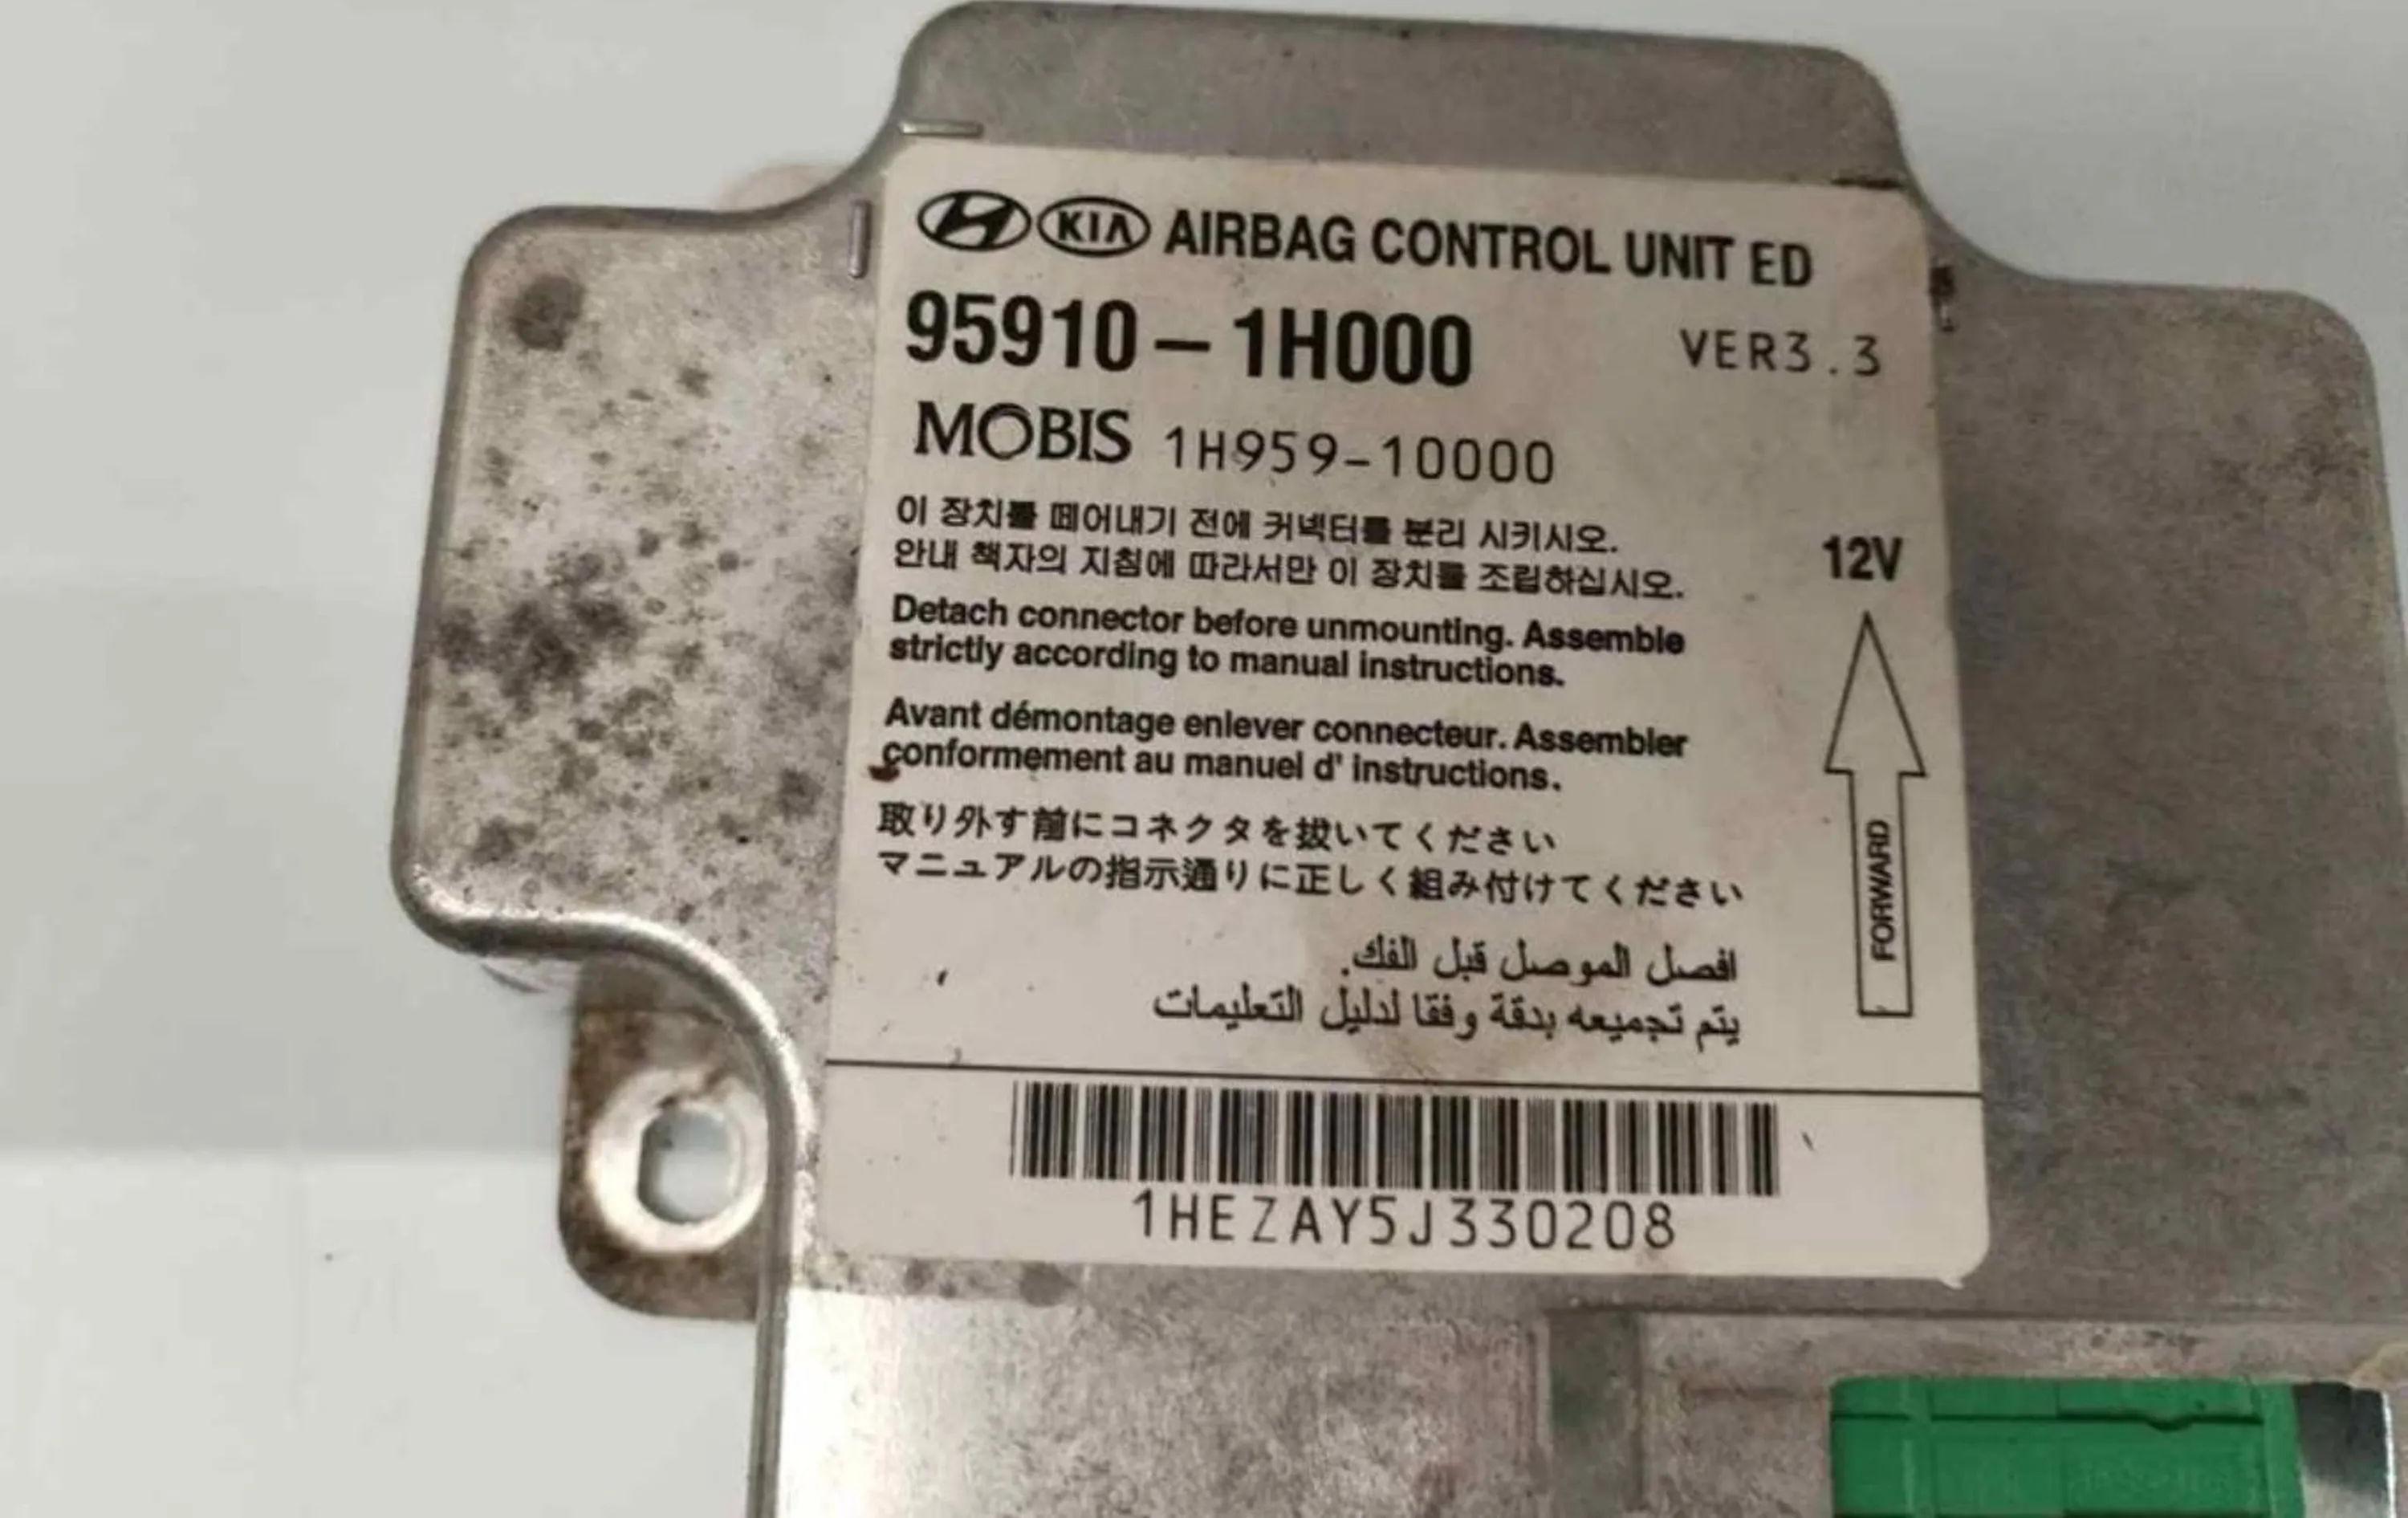 KIA AIRBAG CONTROL UNIT ED
95910-1H000 VER3.3
MOBIS 1H959-10000
이 장치를 떼어내기 전에 커넥터를 분리 시키시오.
안내 책자의 지침에 따라서만 이 장치를 조립하십시오.
12V
Detach connector before unmounting. Assemble
strictly according to manual instructions.
Avant démontage enlever connecteur. Assembler
conformement au manuel d' instructions.
取り外す前にコネクタを抜いてください
マニュアルの指示通りに正しく組み付けてください
FORWARD
افصل الموصل قبل الفك.
يتم تجميعه بدقة وفقا لدليل التعليمات
1HEZAY5J330208